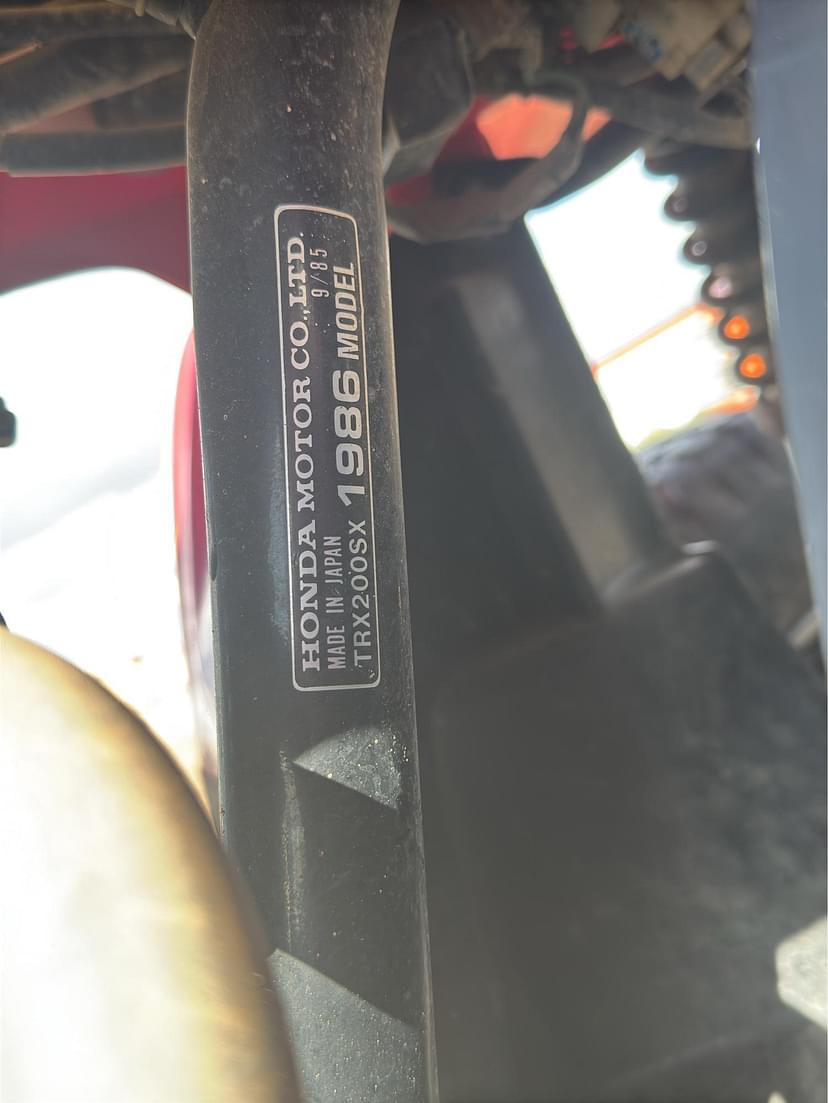 HONDA MOTOR CO.,LTD.
MADE IN JAPAN 9/85
TRX200SX 1986 MODEL